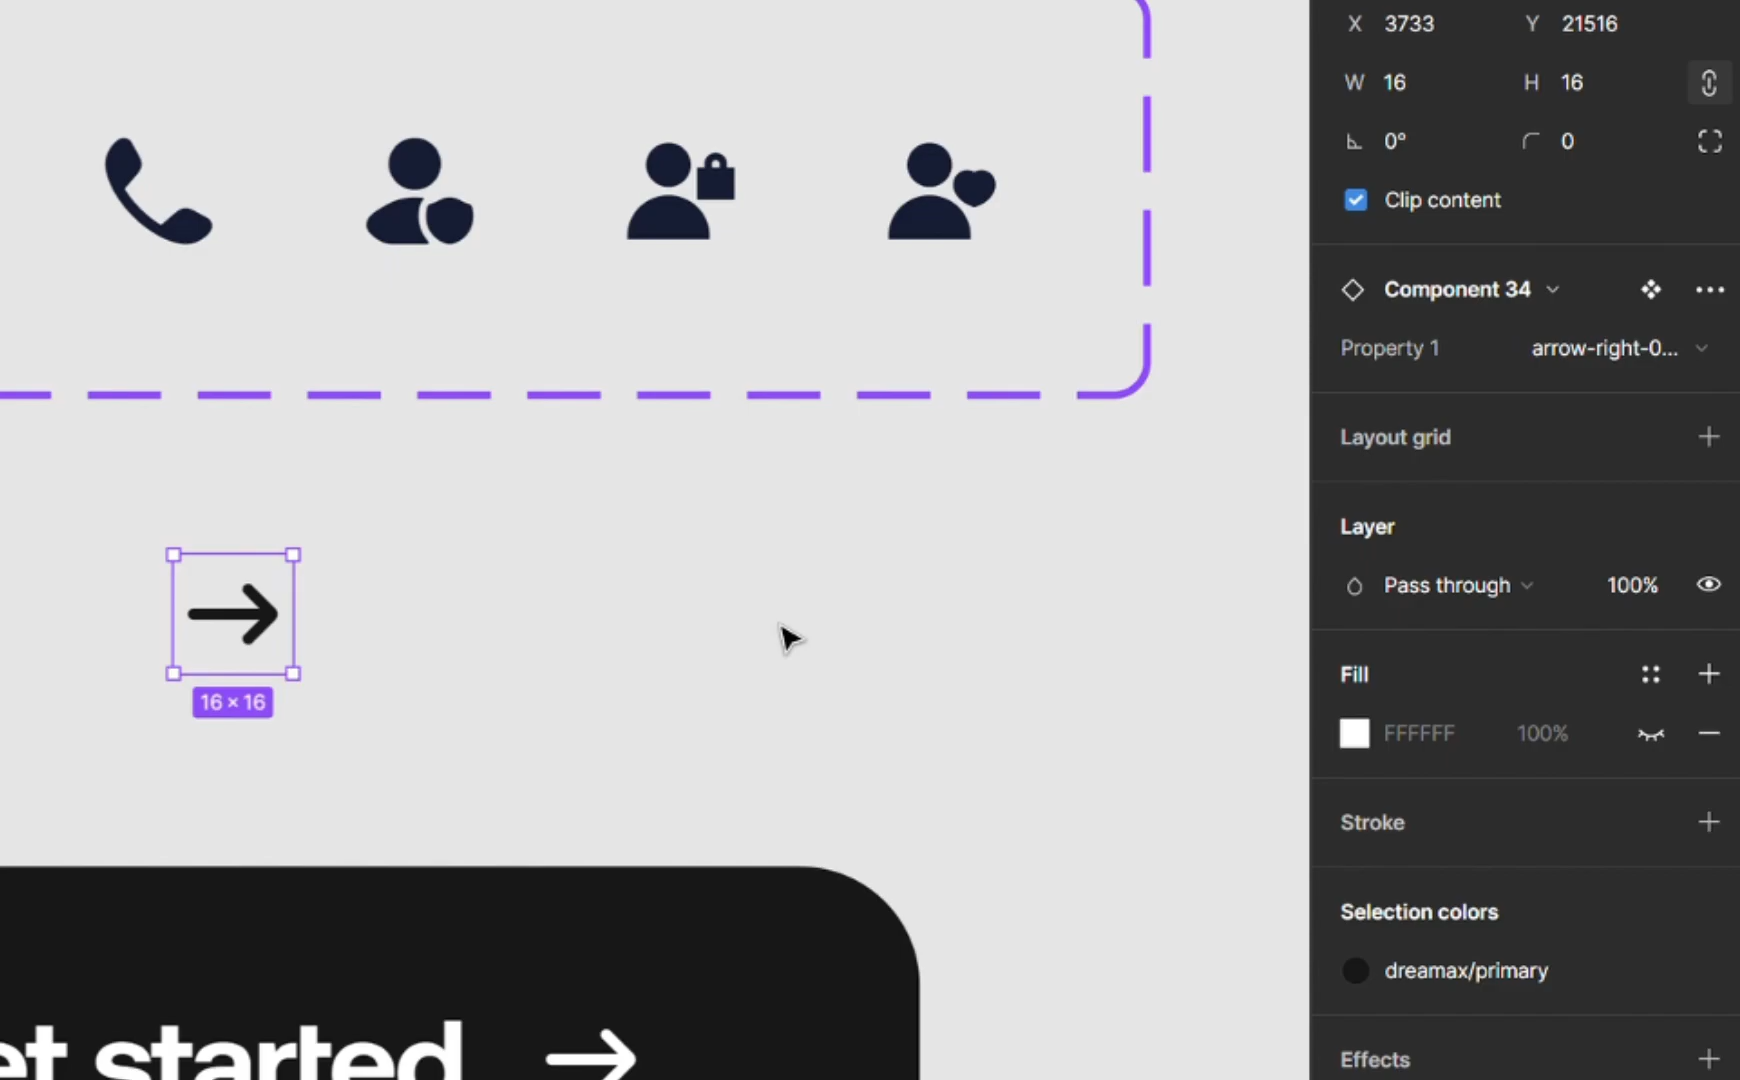 X 3733 Y 21516
W 16 H 16
0° 0
Clip content
Component 34
Property 1 arrow-right-0...
Layout grid
Layer
Pass through 100%
Fill
FFFFFF 100%
Stroke
Selection colors
dreamax/primary
Effects
16 × 16
et started